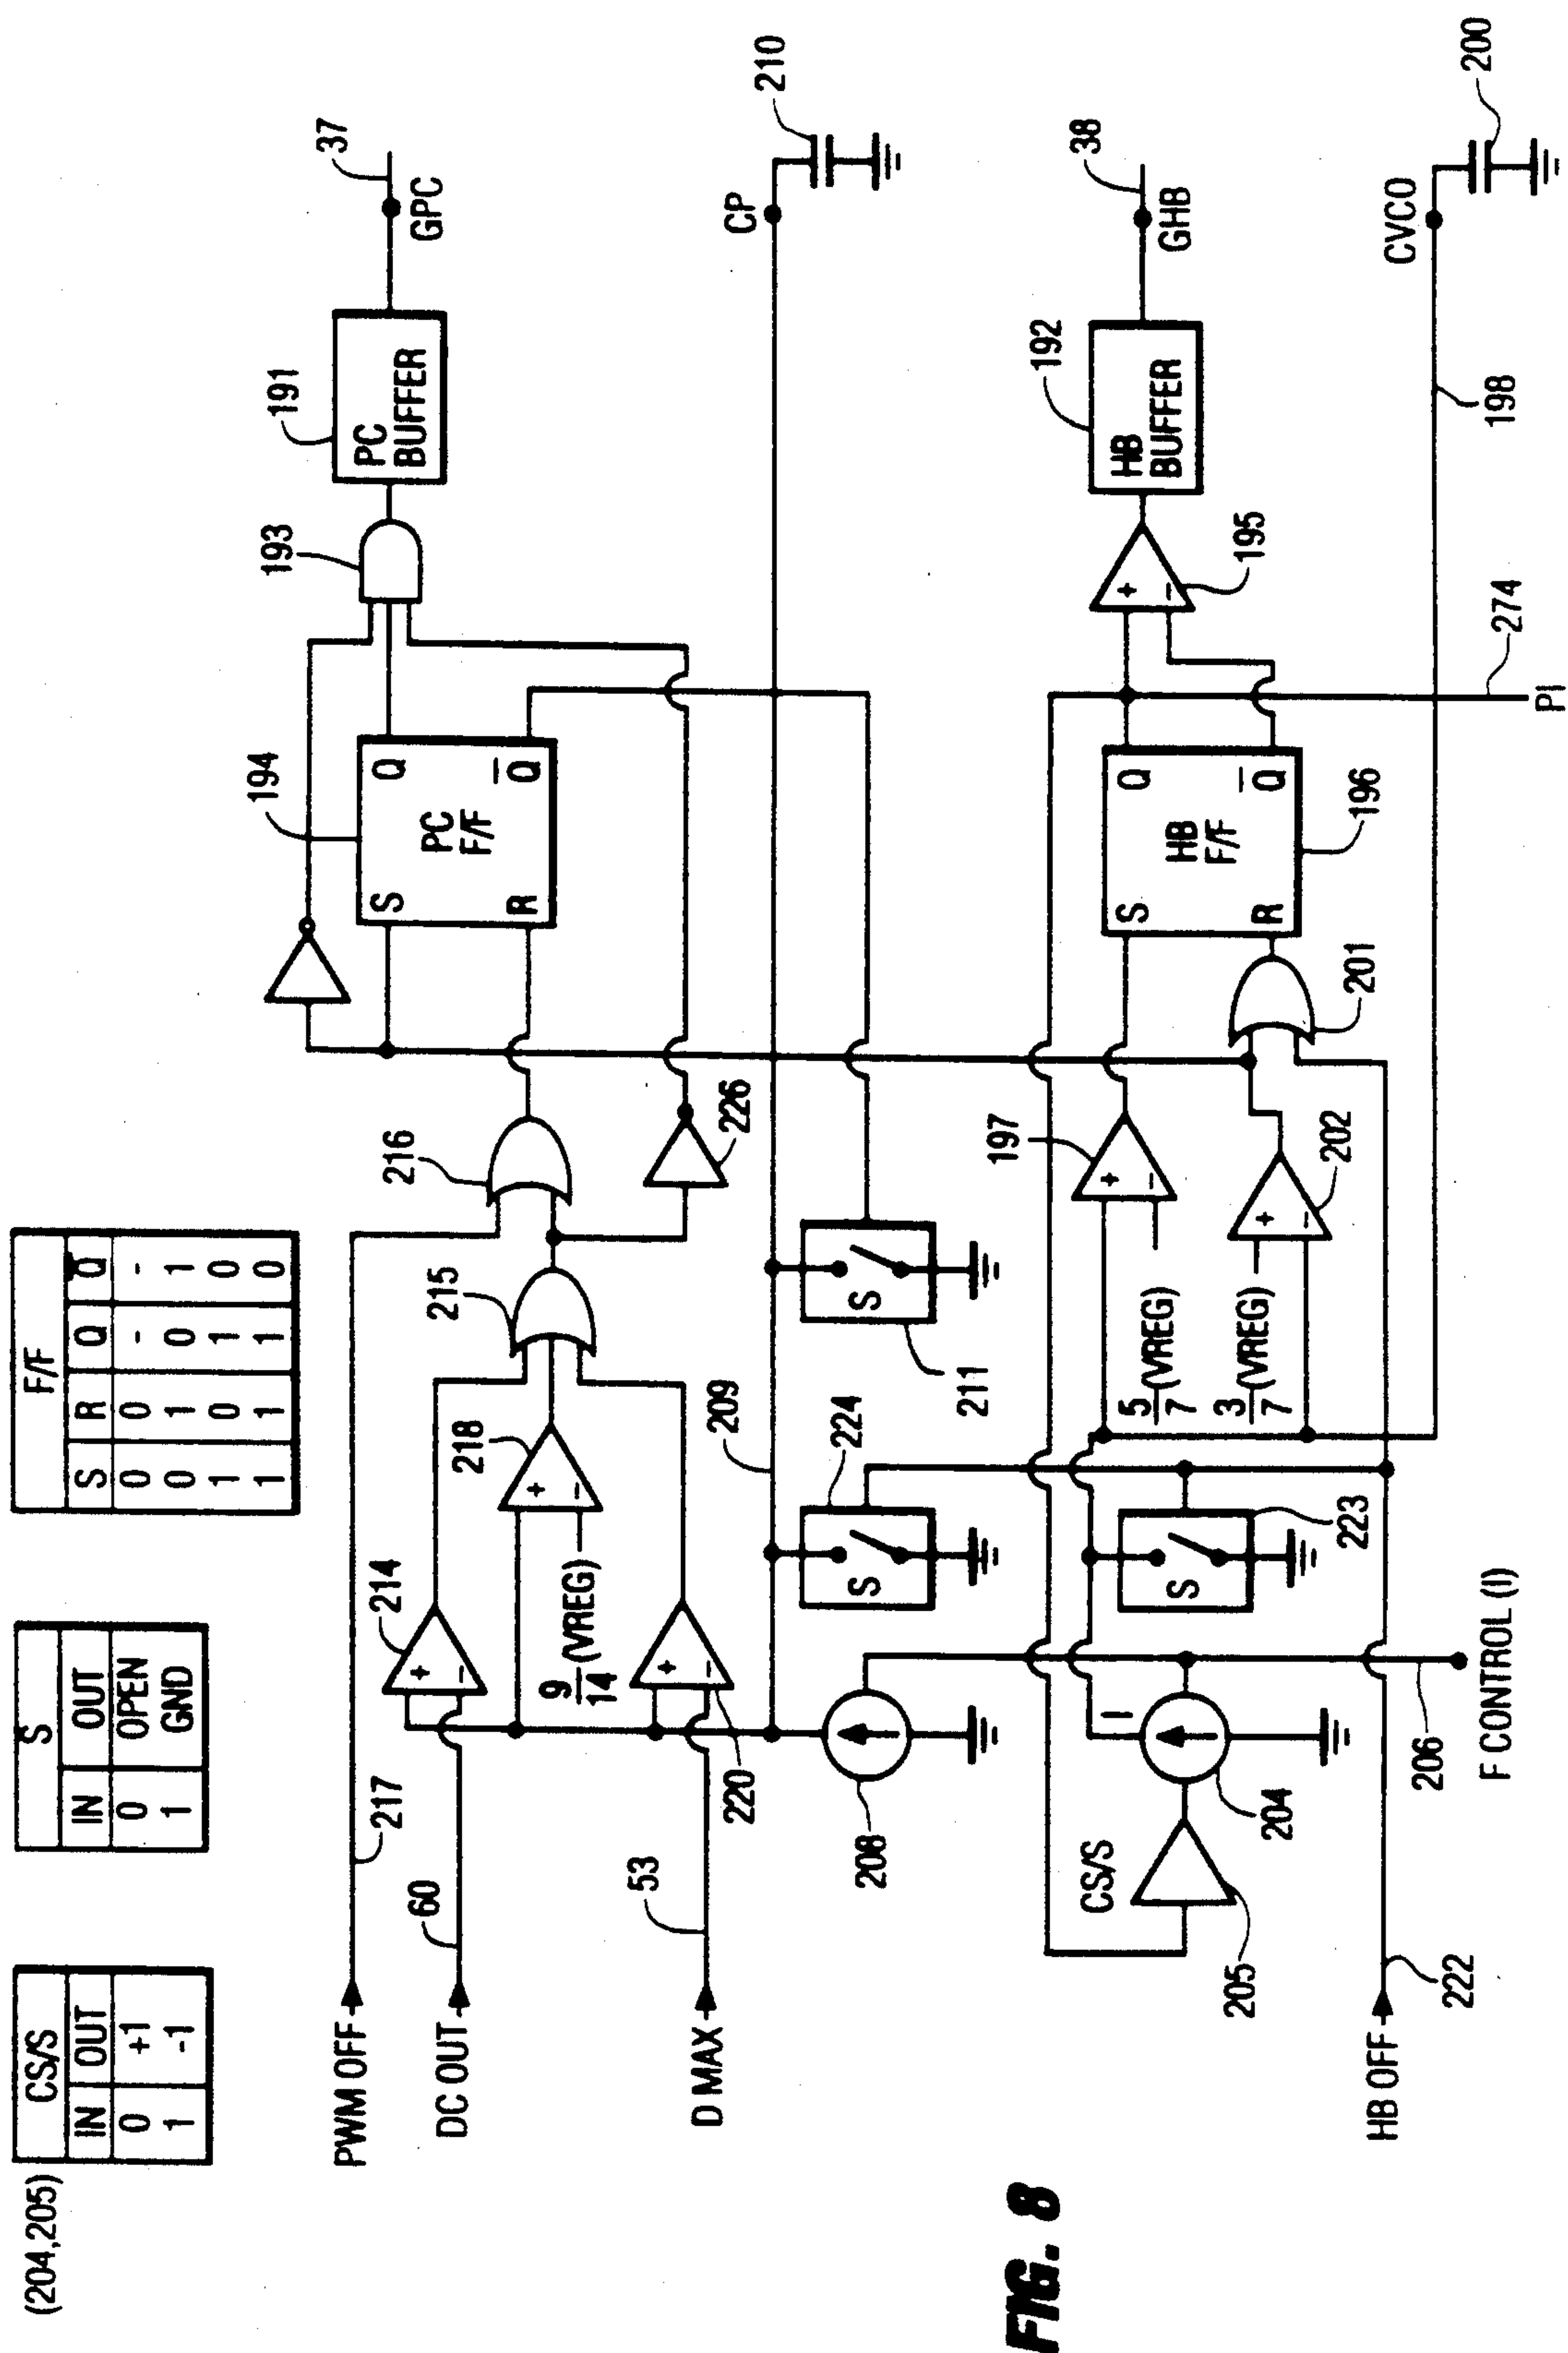 (204,205)
CS/S
IN OUT
0 +1
1 -1
S
IN OUT
0 OPEN
1 GND
F/F
S R Q Q̅
0 0 - -
0 1 0 1
1 0 1 0
1 1 1 0
PWM OFF
217
DC OUT
60
D MAX
53
214
+
-
218
+
-
9/14 (VREG)
+
-
220
215
216
226
194
S Q
PC
F/F
R Q̅
193
191
PC
BUFFER
37
GPC
209
CP
210
208
224
S
211
S
CS/S
205
I
204
206
F CONTROL (I)
HB OFF
222
223
S
197
+
-
5/7 (VREG)
3/7 (VREG)
+
-
202
201
S Q
HB
F/F
R Q̅
196
+
-
195
192
HB
BUFFER
38
GHB
274
PI
198
CVCO
200
FIG. 8